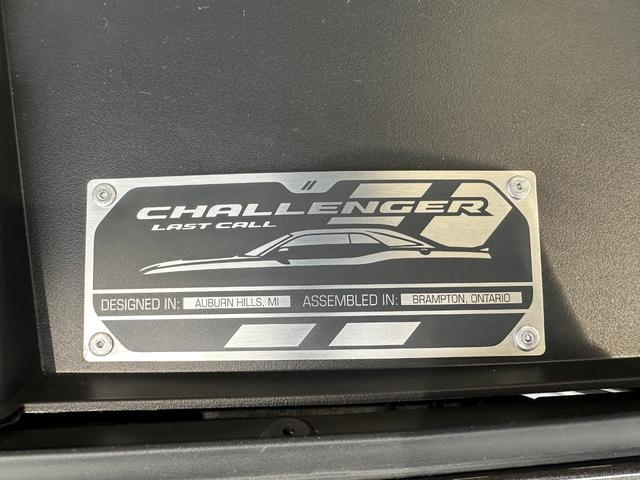 CHALLENGER
LAST CALL
DESIGNED IN: AUBURN HILLS, MI ASSEMBLED IN: BRAMPTON, ONTARIO